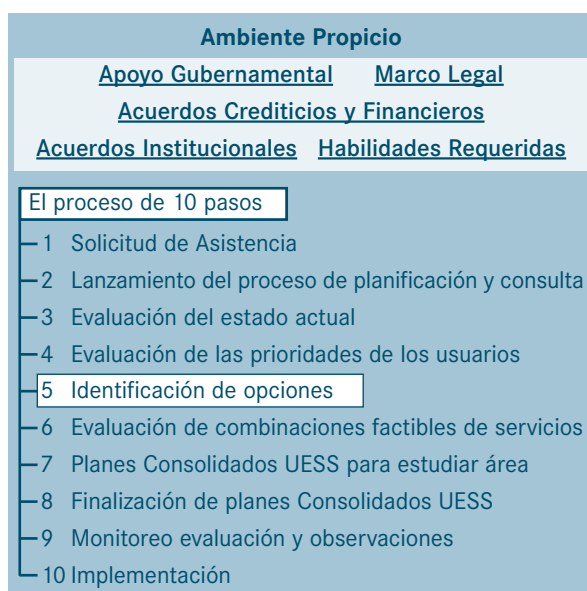 Ambiente Propicio
Apoyo Gubernamental Marco Legal
Acuerdos Crediticios y Financieros
Acuerdos Institucionales Habilidades Requeridas
El proceso de 10 pasos
1 Solicitud de Asistencia
2 Lanzamiento del proceso de planificación y consulta
3 Evaluación del estado actual
4 Evaluación de las prioridades de los usuarios
5 Identificación de opciones
6 Evaluación de combinaciones factibles de servicios
7 Planes Consolidados UESS para estudiar área
8 Finalización de planes Consolidados UESS
9 Monitoreo evaluación y observaciones
10 Implementación